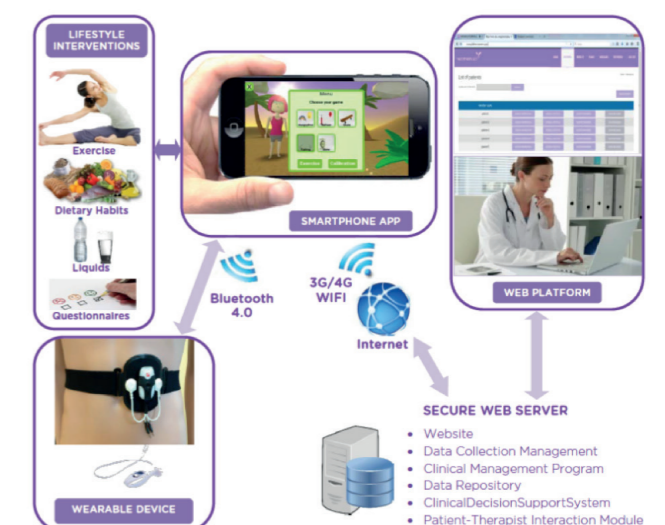 LIFESTYLE
INTERVENTIONS
Exercise
Dietary Habits
Liquids
Questionnaires
Menu
Choose your game
Exercises
Calibration
SMARTPHONE APP
WEB PLATFORM
Bluetooth
4.0
3G/4G
WIFI
Internet
WEARABLE DEVICE
SECURE WEB SERVER
• Website
• Data Collection Management
• Clinical Management Program
• Data Repository
• ClinicalDecisionSupportSystem
• Patient-Therapist Interaction Module